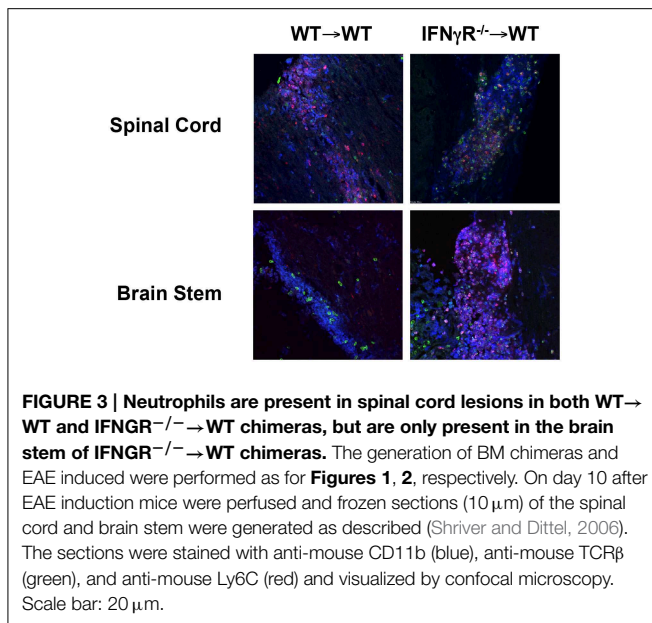 WT→WT IFNγR-/-→WT
Spinal Cord
Brain Stem
FIGURE 3 | Neutrophils are present in spinal cord lesions in both WT→
WT and IFNGR−/−→WT chimeras, but are only present in the brain
stem of IFNGR−/−→WT chimeras. The generation of BM chimeras and
EAE induced were performed as for Figures 1, 2, respectively. On day 10 after
EAE induction mice were perfused and frozen sections (10 μm) of the spinal
cord and brain stem were generated as described (Shriver and Dittel, 2006).
The sections were stained with anti-mouse CD11b (blue), anti-mouse TCRβ
(green), and anti-mouse Ly6C (red) and visualized by confocal microscopy.
Scale bar: 20 μm.